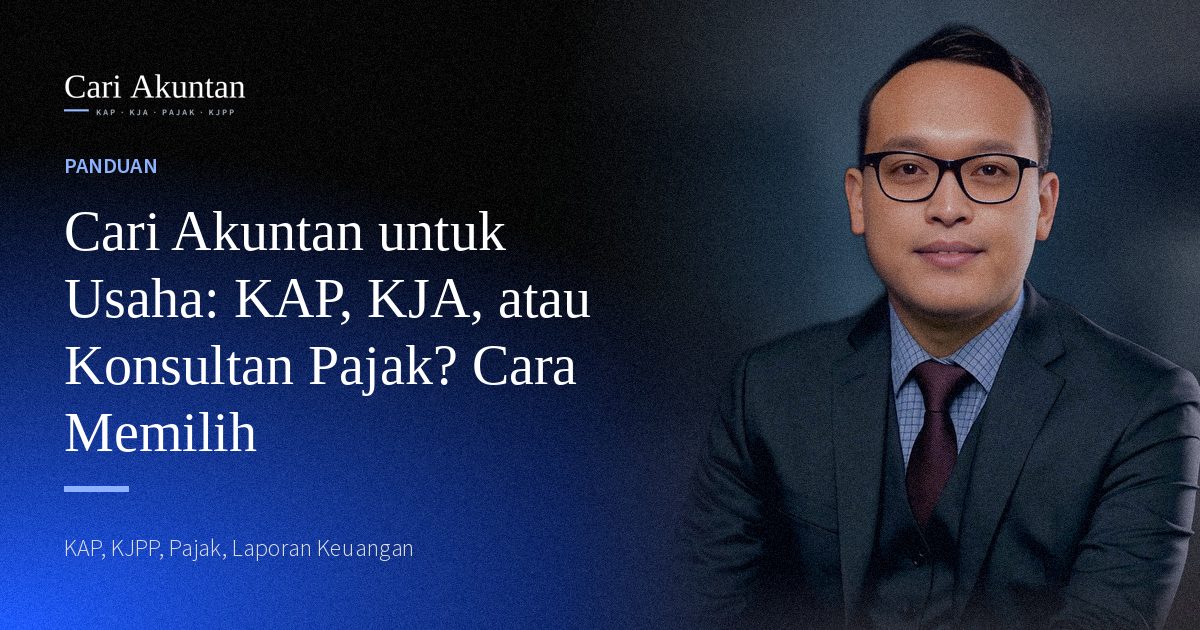 Cari Akuntan
KAP · KJA · PAJAK · KJPP
PANDUAN
Cari Akuntan untuk
Usaha: KAP, KJA, atau
Konsultan Pajak? Cara
Memilih
KAP, KJPP, Pajak, Laporan Keuangan